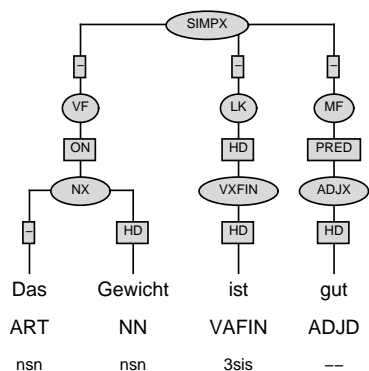 SIMPX
– – –
VF LK MF
ON HD PRED
NX VXFIN ADJX
– HD HD HD
Das Gewicht ist gut
ART NN VAFIN ADJD
nsn nsn 3sis −−